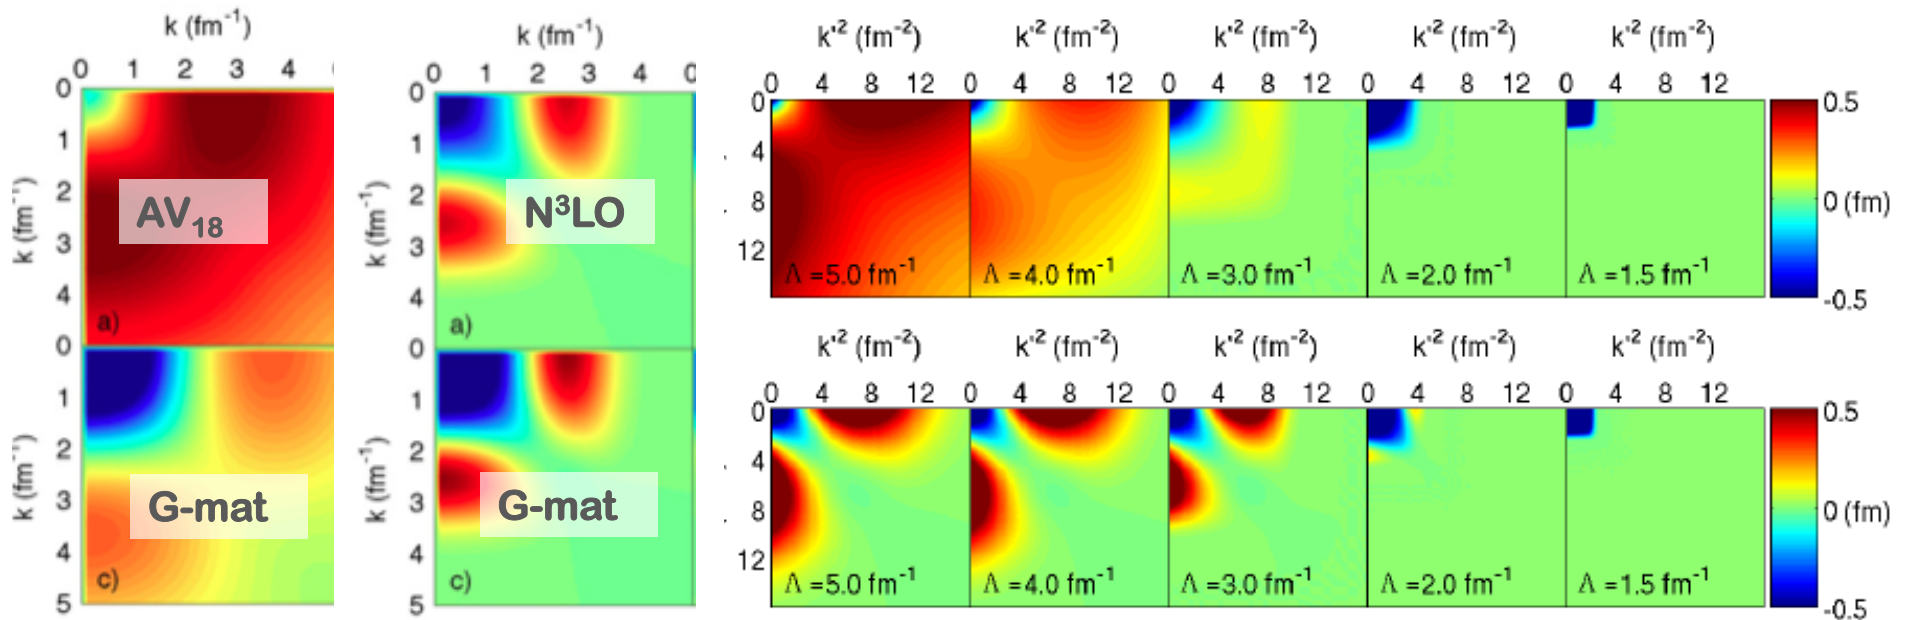 k (fm⁻¹)
0 1 2 3 4
k (fm⁻¹)
0
1
2
3
4
AV₁₈
a)
k (fm⁻¹)
0
1
2
3
4
5
G-mat
c)
k (fm⁻¹)
0 1 2 3 0
k (fm⁻¹)
0
1
2
3
4
N³LO
a)
k (fm⁻¹)
0
1
2
3
4
5
G-mat
c)
k'² (fm⁻²) k'² (fm⁻²) k'² (fm⁻²) k'² (fm⁻²) k'² (fm⁻²)
0 4 8 12 0 4 8 12 0 4 8 12 0 4 8 12 0 4 8 12
0
4
8
12
Λ =5.0 fm⁻¹ Λ =4.0 fm⁻¹ Λ =3.0 fm⁻¹ Λ =2.0 fm⁻¹ Λ =1.5 fm⁻¹
0.5
0 (fm)
-0.5
k'² (fm⁻²) k'² (fm⁻²) k'² (fm⁻²) k'² (fm⁻²) k'² (fm⁻²)
0 4 8 12 0 4 8 12 0 4 8 12 0 4 8 12 0 4 8 12
0
4
8
12
Λ =5.0 fm⁻¹ Λ =4.0 fm⁻¹ Λ =3.0 fm⁻¹ Λ =2.0 fm⁻¹ Λ =1.5 fm⁻¹
0.5
0 (fm)
-0.5